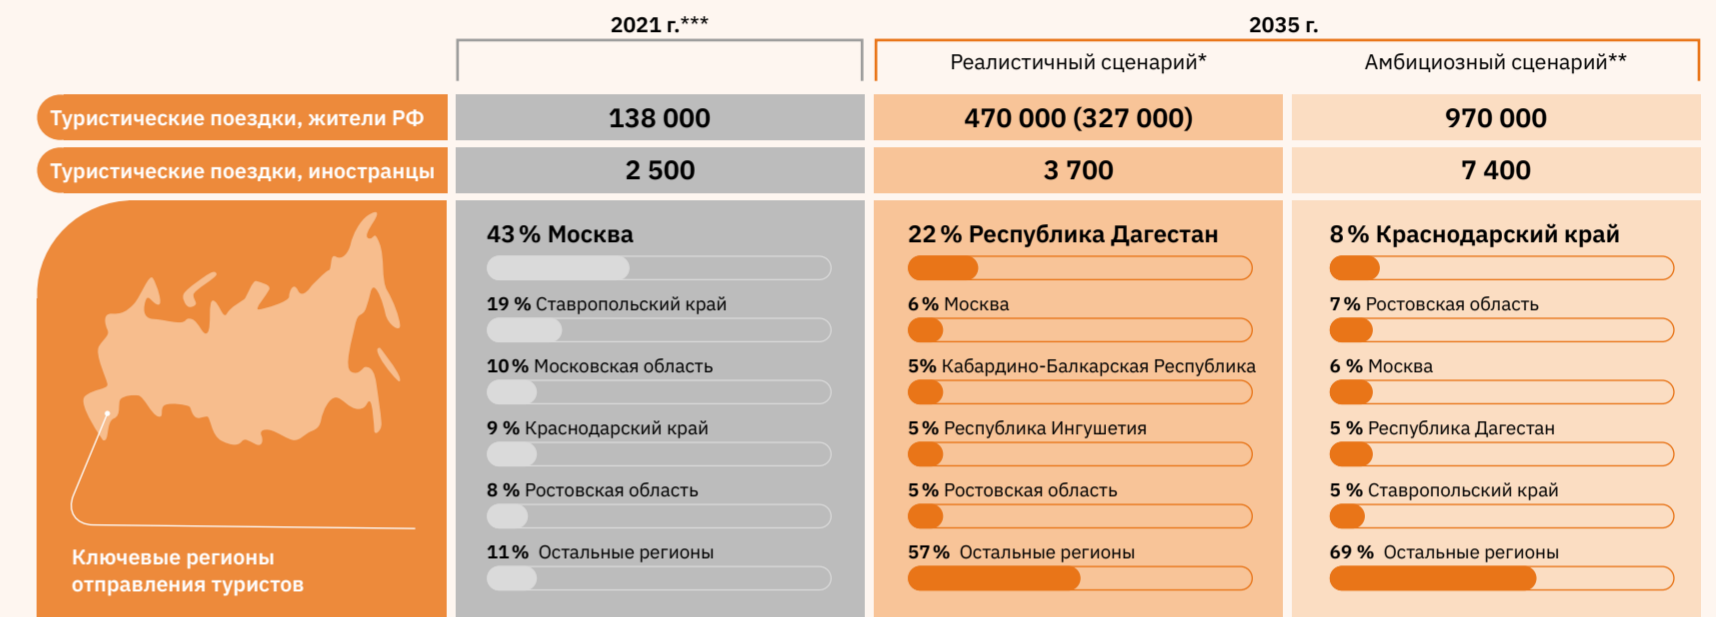 2021 г.***
2035 г.
Реалистичный сценарий*
Амбициозный сценарий**
Туристические поездки, жители РФ
138 000
470 000 (327 000)
970 000
Туристические поездки, иностранцы
2 500
3 700
7 400
Ключевые регионы
отправления туристов
43 % Москва
19 % Ставропольский край
10 % Московская область
9 % Краснодарский край
8 % Ростовская область
11 % Остальные регионы
22 % Республика Дагестан
6 % Москва
5% Кабардино-Балкарская Республика
5 % Республика Ингушетия
5 % Ростовская область
57 % Остальные регионы
8 % Краснодарский край
7 % Ростовская область
6 % Москва
5 % Республика Дагестан
5 % Ставропольский край
69 % Остальные регионы